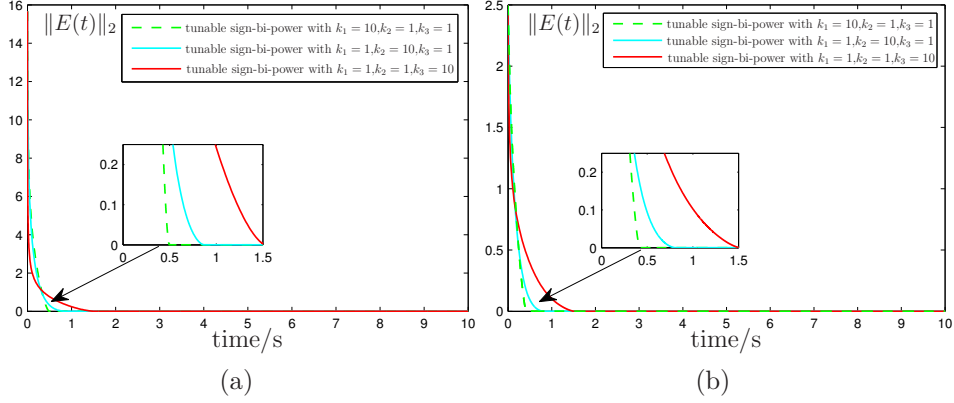 ‖E(t)‖₂
tunable sign-bi-power with k₁ = 10,k₂ = 1,k₃ = 1
tunable sign-bi-power with k₁ = 1,k₂ = 10,k₃ = 1
tunable sign-bi-power with k₁ = 1,k₂ = 1,k₃ = 10
16
14
12
10
8
6
4
2
0
0 1 2 3 4 5 6 7 8 9 10
0.2
0.1
0
0 0.5 1 1.5
time/s
(a)
‖E(t)‖₂
tunable sign-bi-power with k₁ = 10,k₂ = 1,k₃ = 1
tunable sign-bi-power with k₁ = 1,k₂ = 10,k₃ = 1
tunable sign-bi-power with k₁ = 1,k₂ = 1,k₃ = 10
2.5
2
1.5
1
0.5
0
0 1 2 3 4 5 6 7 8 9 10
0.2
0.1
0
0 0.5 1 1.5
time/s
(b)